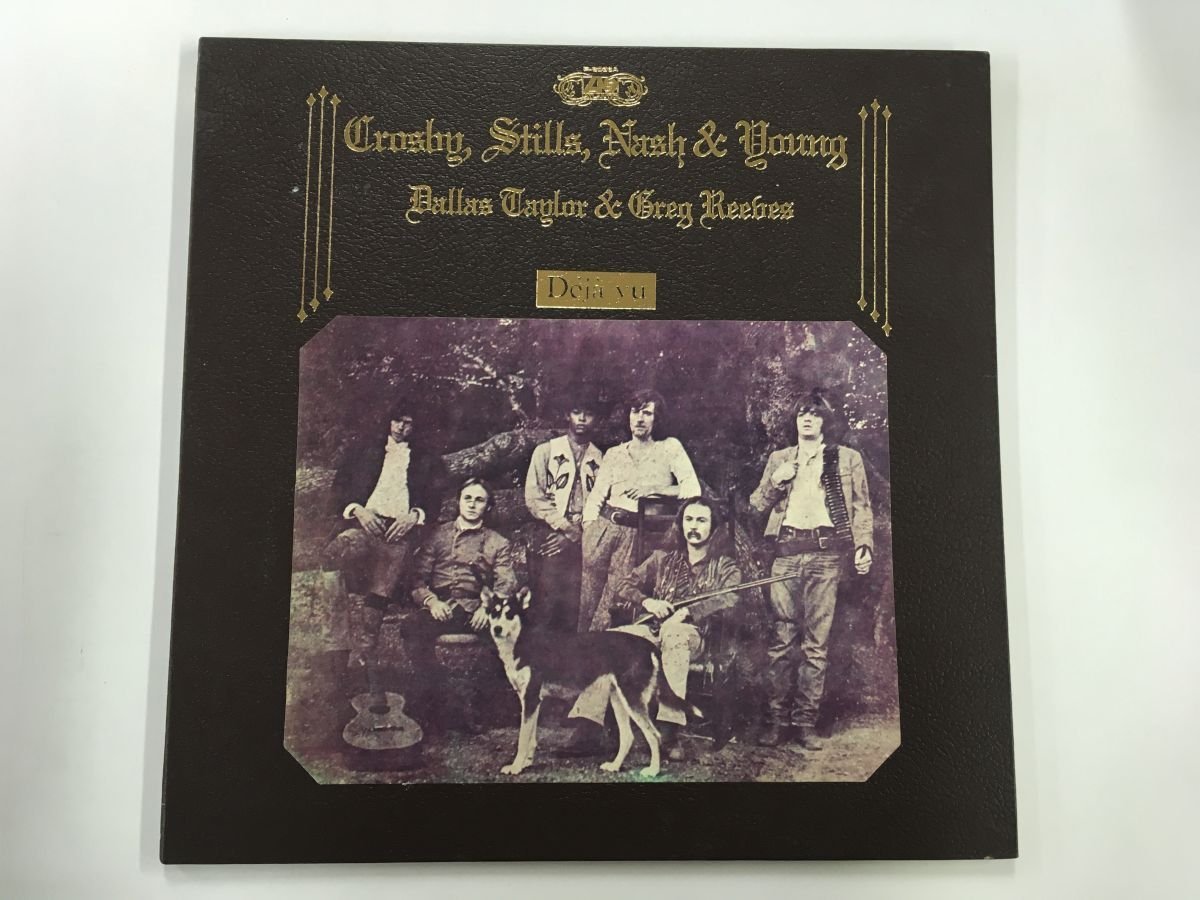 Crosby, Stills, Nash & Young
Dallas Taylor & Greg Reeves
Déjà vu